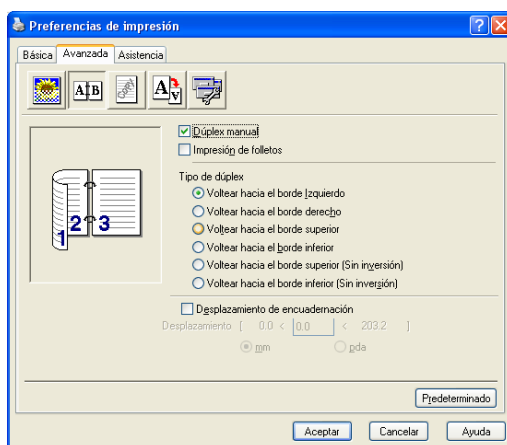 Preferencias de impresión
Básica Avanzada Asistencia
A B
A A
1 2 3
Dúplex manual
Impresión de folletos
Tipo de dúplex
Voltear hacia el borde Izquierdo
Voltear hacia el borde derecho
Voltear hacia el borde superior
Voltear hacia el borde inferior
Voltear hacia el borde superior (Sin inversión)
Voltear hacia el borde inferior (Sin inversión)
Desplazamiento de encuadernación
Desplazamiento [ 0.0 < 0.0 < 203.2 ]
mm pda
Predeterminado
Aceptar Cancelar Ayuda